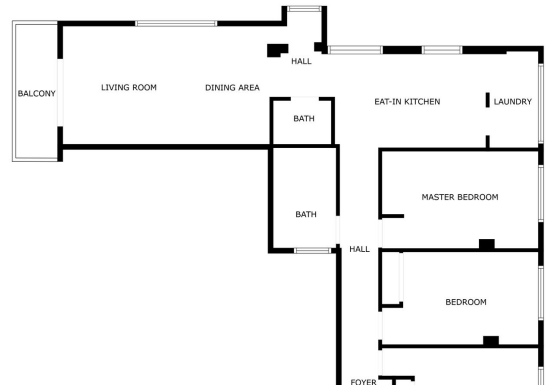 HALL
BALCONY
LIVING ROOM
DINING AREA
EAT-IN KITCHEN
LAUNDRY
BATH
MASTER BEDROOM
BATH
HALL
BEDROOM
FOYER